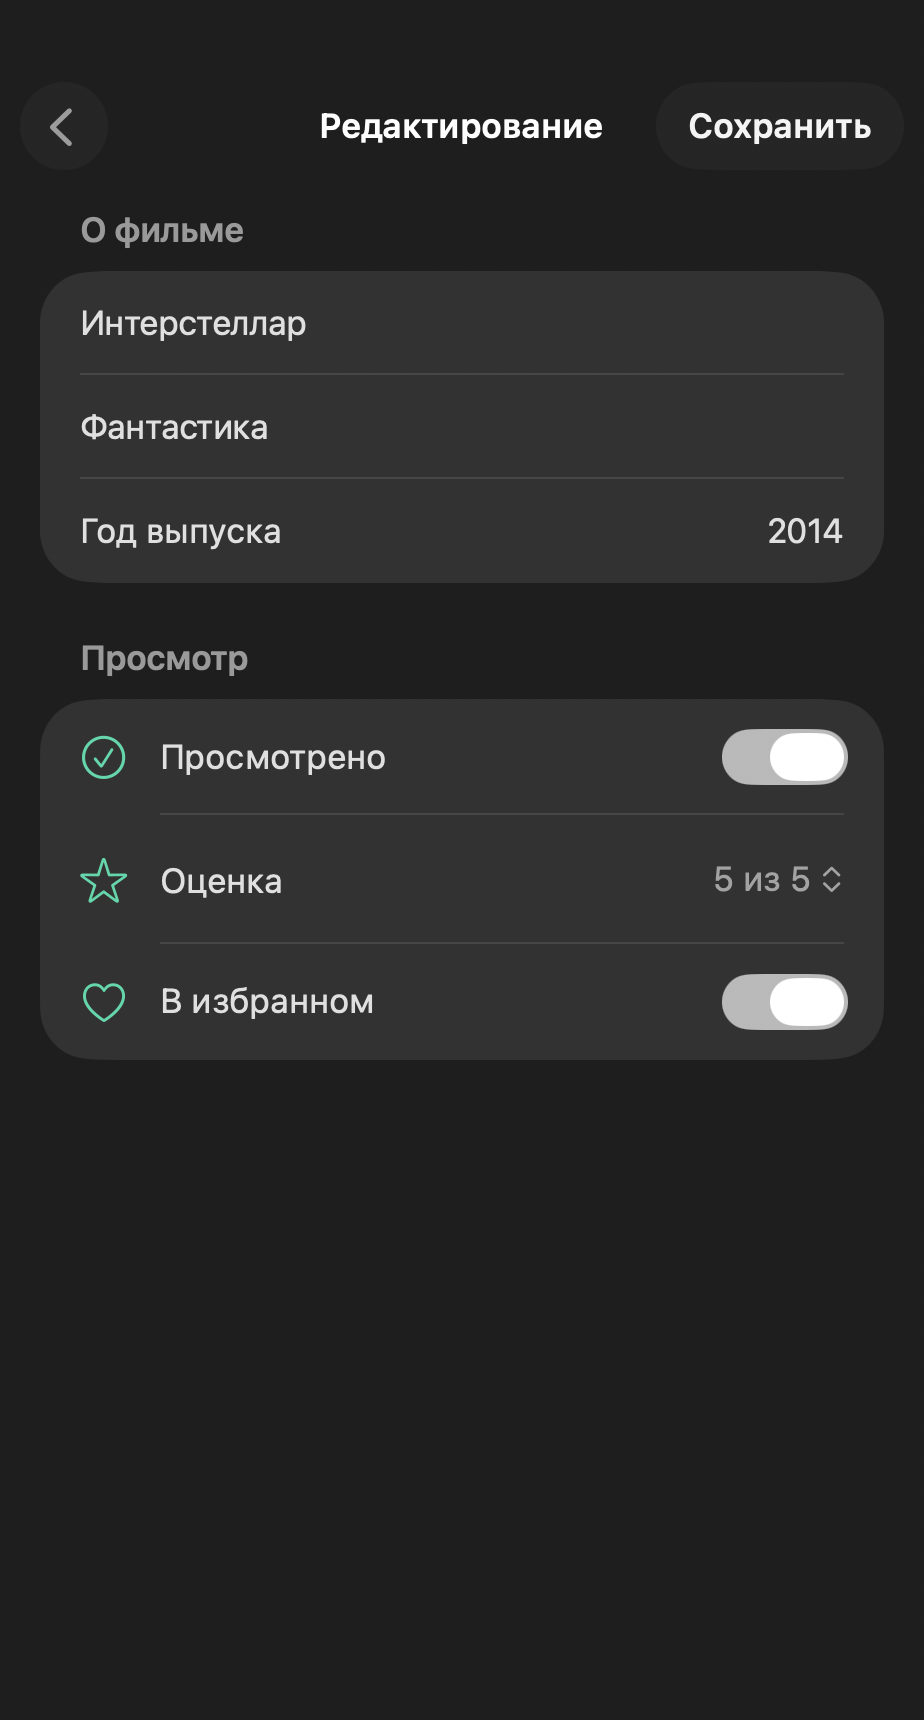 Редактирование
Сохранить
О фильме
Интерстеллар
Фантастика
Год выпуска 2014
Просмотр
Просмотрено
Оценка 5 из 5
В избранном